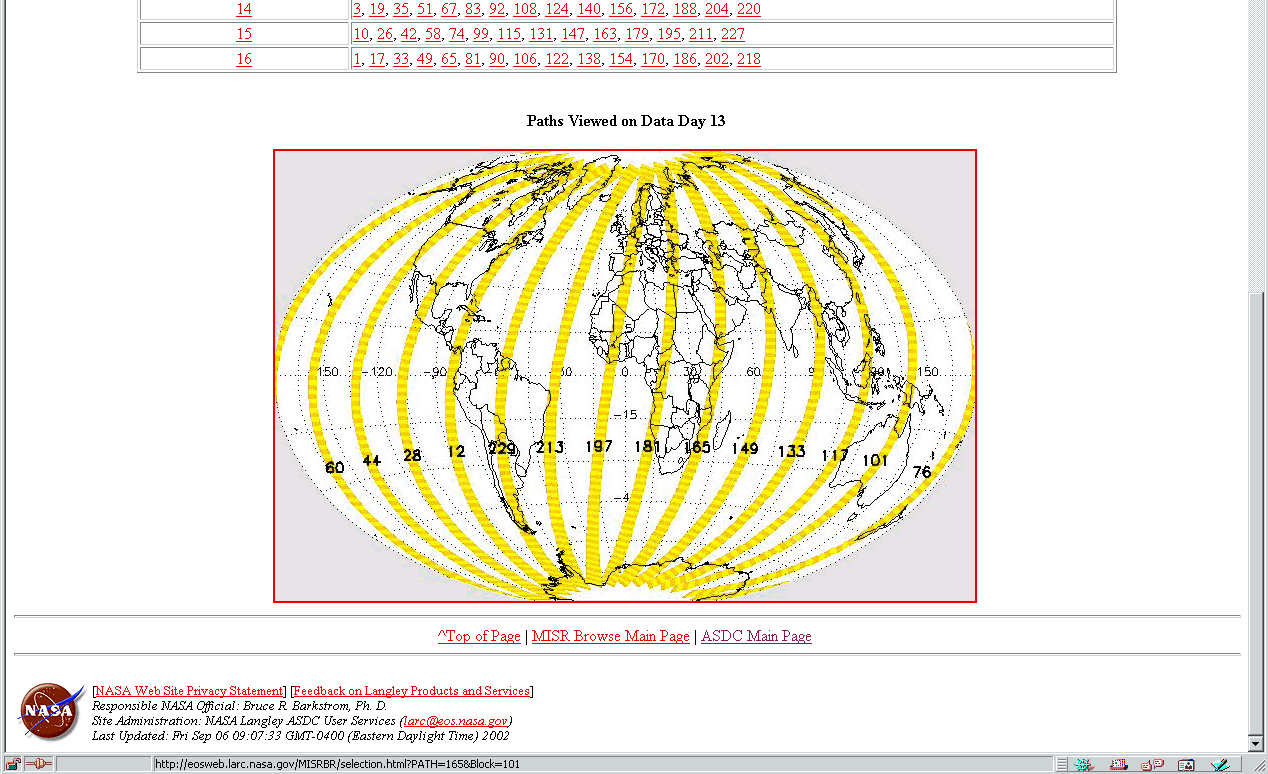 14 3, 19, 35, 51, 67, 83, 92, 108, 124, 140, 156, 172, 188, 204, 220
15 10, 26, 42, 58, 74, 99, 115, 131, 147, 163, 179, 195, 211, 227
16 1, 17, 33, 49, 65, 81, 90, 106, 122, 138, 154, 170, 186, 202, 218
Paths Viewed on Data Day 13
150 -120 -90 0 30 60 150
-15
60 44 28 12 229 213 197 181 165 149 133 117 101 76
-4
^Top of Page | MISR Browse Main Page | ASDC Main Page
[NASA Web Site Privacy Statement] [Feedback on Langley Products and Services]
Responsible NASA Official: Bruce R. Barkstrom, Ph. D.
Site Administration: NASA Langley ASDC User Services (larc@eos.nasa.gov)
Last Updated: Fri Sep 06 09:07:33 GMT-0400 (Eastern Daylight Time) 2002
NASA
http://eosweb.larc.nasa.gov/MISRBR/selection.html?PATH=165&Block=101